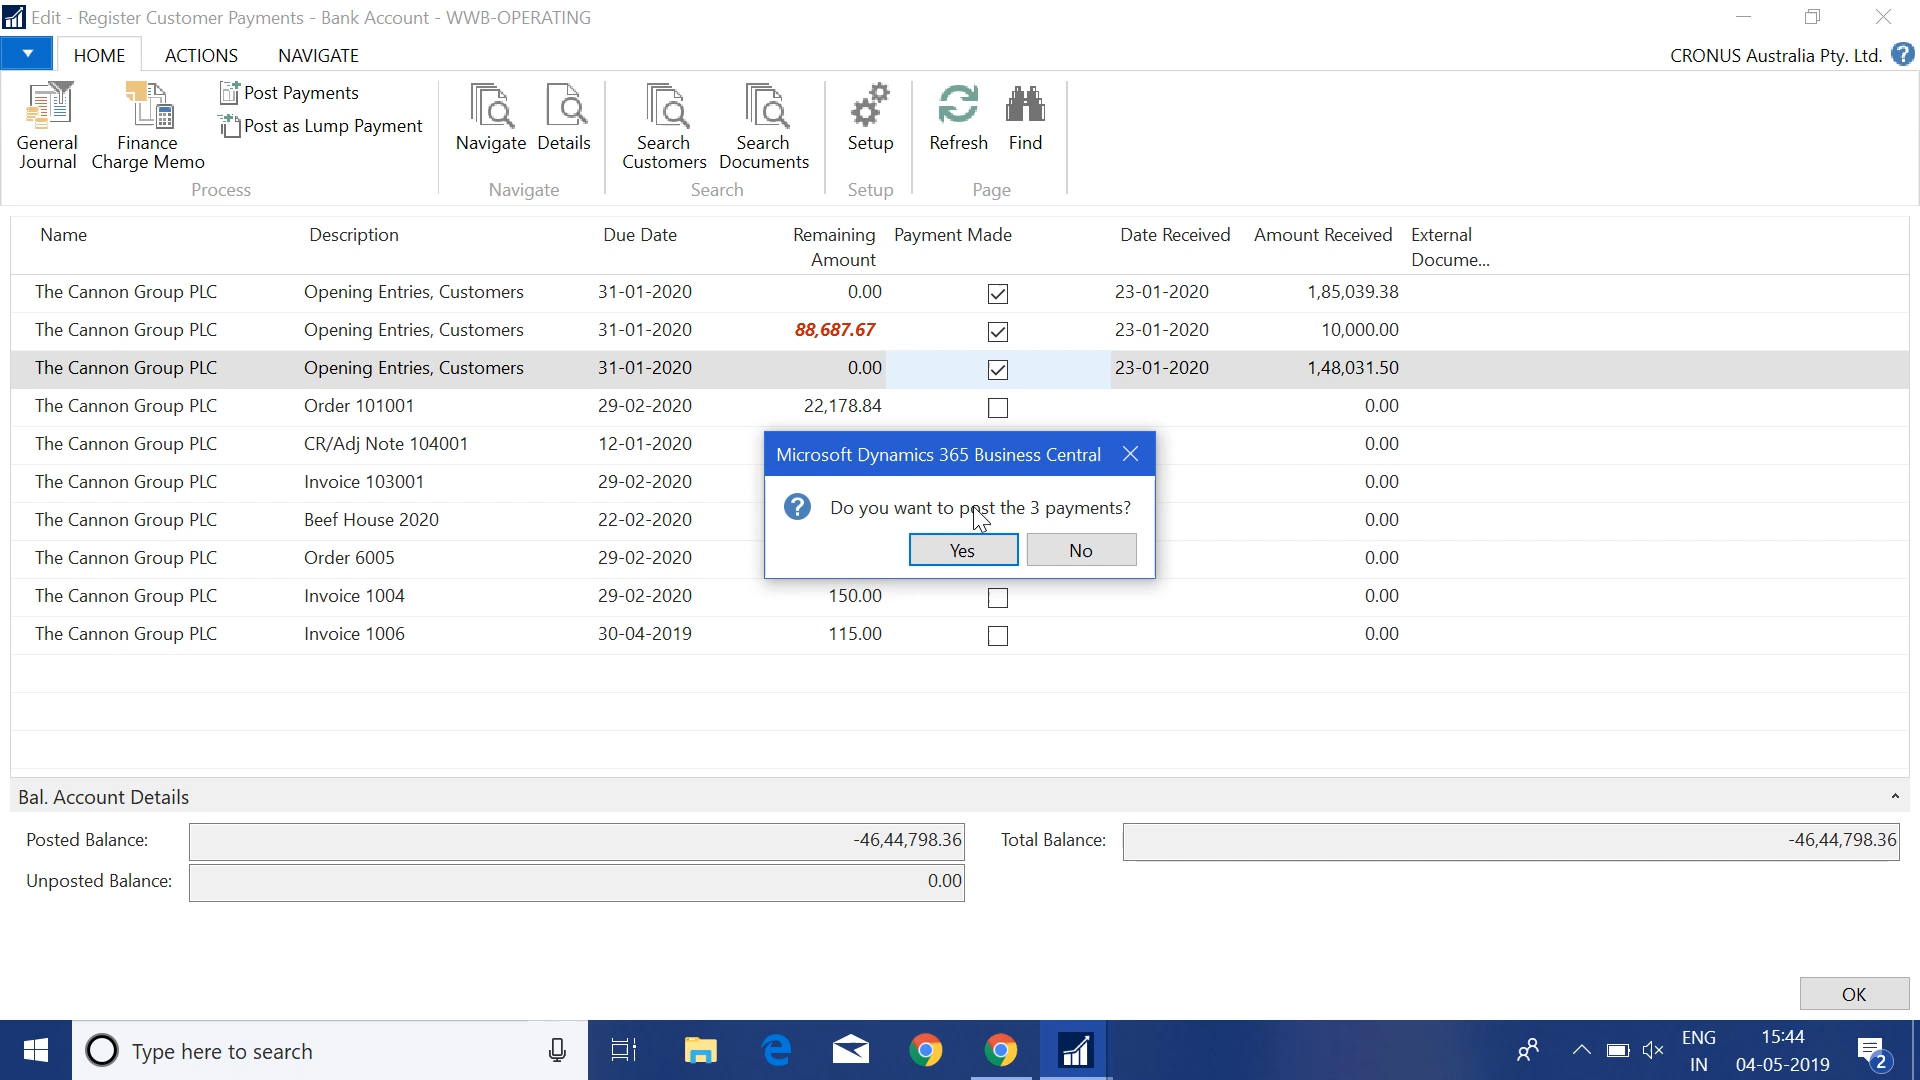 Edit - Register Customer Payments - Bank Account - WWB-OPERATING
HOME ACTIONS NAVIGATE CRONUS Australia Pty. Ltd. ?
General Journal
Finance Charge Memo
Post Payments
Post as Lump Payment
Navigate
Details
Search Customers
Search Documents
Setup
Refresh
Find
Process Navigate Search Setup Page
Name Description Due Date Remaining Amount Payment Made Date Received Amount Received External Docume...
The Cannon Group PLC Opening Entries, Customers 31-01-2020 0.00 23-01-2020 1,85,039.38
The Cannon Group PLC Opening Entries, Customers 31-01-2020 88,687.67 23-01-2020 10,000.00
The Cannon Group PLC Opening Entries, Customers 31-01-2020 0.00 23-01-2020 1,48,031.50
The Cannon Group PLC Order 101001 29-02-2020 22,178.84 0.00
The Cannon Group PLC CR/Adj Note 104001 12-01-2020 0.00
The Cannon Group PLC Invoice 103001 29-02-2020 0.00
The Cannon Group PLC Beef House 2020 22-02-2020 0.00
The Cannon Group PLC Order 6005 29-02-2020 0.00
The Cannon Group PLC Invoice 1004 29-02-2020 150.00 0.00
The Cannon Group PLC Invoice 1006 30-04-2019 115.00 0.00
Microsoft Dynamics 365 Business Central
? Do you want to post the 3 payments?
Yes No
Bal. Account Details
Posted Balance: -46,44,798.36 Total Balance: -46,44,798.36
Unposted Balance: 0.00
OK
Type here to search
ENG
IN
15:44
04-05-2019
2